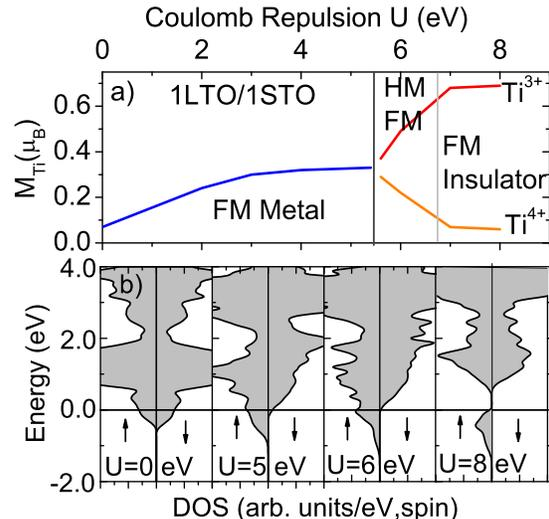 Coulomb Repulsion U (eV)
0 2 4 6 8
a) 1LTO/1STO HM Ti3+
FM
FM
Insulator
FM Metal
Ti4+
0.6
0.4
0.2
0.0
MTi(μB)
b)
4.0
2.0
0.0
-2.0
Energy (eV)
↑ ↓ ↑ ↓ ↑ ↓ ↑ ↓
U=0 eV U=5 eV U=6 eV U=8 eV
DOS (arb. units/eV,spin)